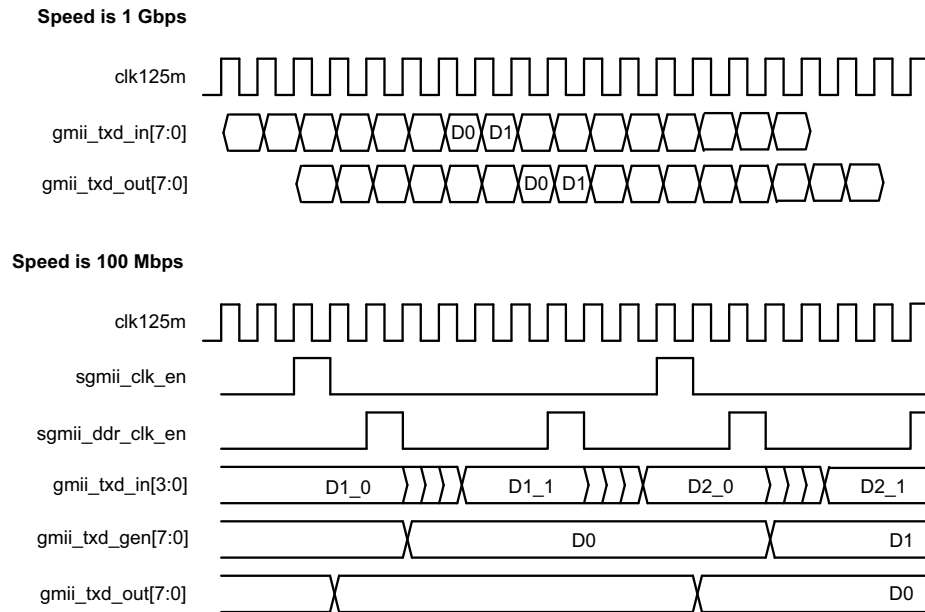 Speed is 1 Gbps
clk125m
gmii_txd_in[7:0] D0 D1
gmii_txd_out[7:0] D0 D1
Speed is 100 Mbps
clk125m
sgmii_clk_en
sgmii_ddr_clk_en
gmii_txd_in[3:0] D1_0 D1_1 D2_0 D2_1
gmii_txd_gen[7:0] D0 D1
gmii_txd_out[7:0] D0